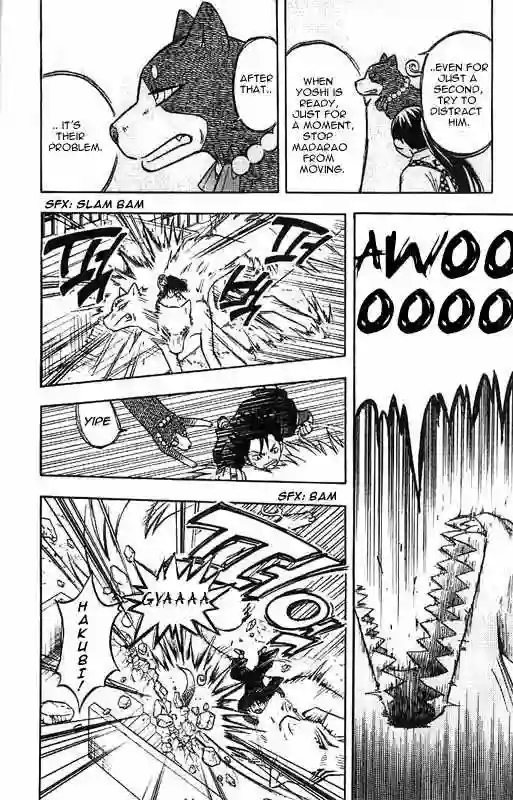 ..EVEN FOR
JUST A
SECOND,
TRY TO
DISTRACT
HIM.
WHEN
YOSHI IS
READY,
JUST FOR
A MOMENT,
STOP
MADARAO
FROM
MOVING.
AFTER
THAT..
.. IT'S
THEIR
PROBLEM.
AWOO
OOOO
SFX: SLAM BAM
YIPE
SFX: BAM
GYAAAA
HAKUBI!